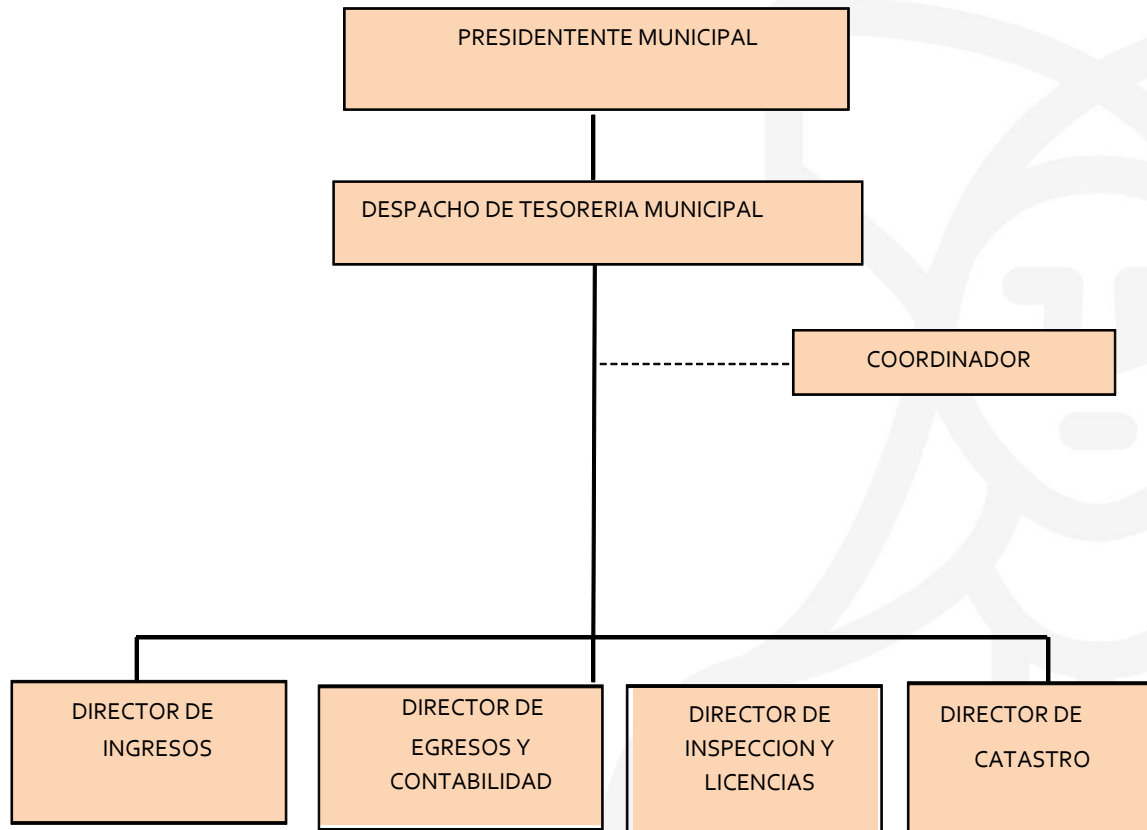 PRESIDENTENTE MUNICIPAL
DESPACHO DE TESORERIA MUNICIPAL
COORDINADOR
DIRECTOR DE
INGRESOS
DIRECTOR DE
EGRESOS Y
CONTABILIDAD
DIRECTOR DE
INSPECCION Y
LICENCIAS
DIRECTOR DE
CATASTRO